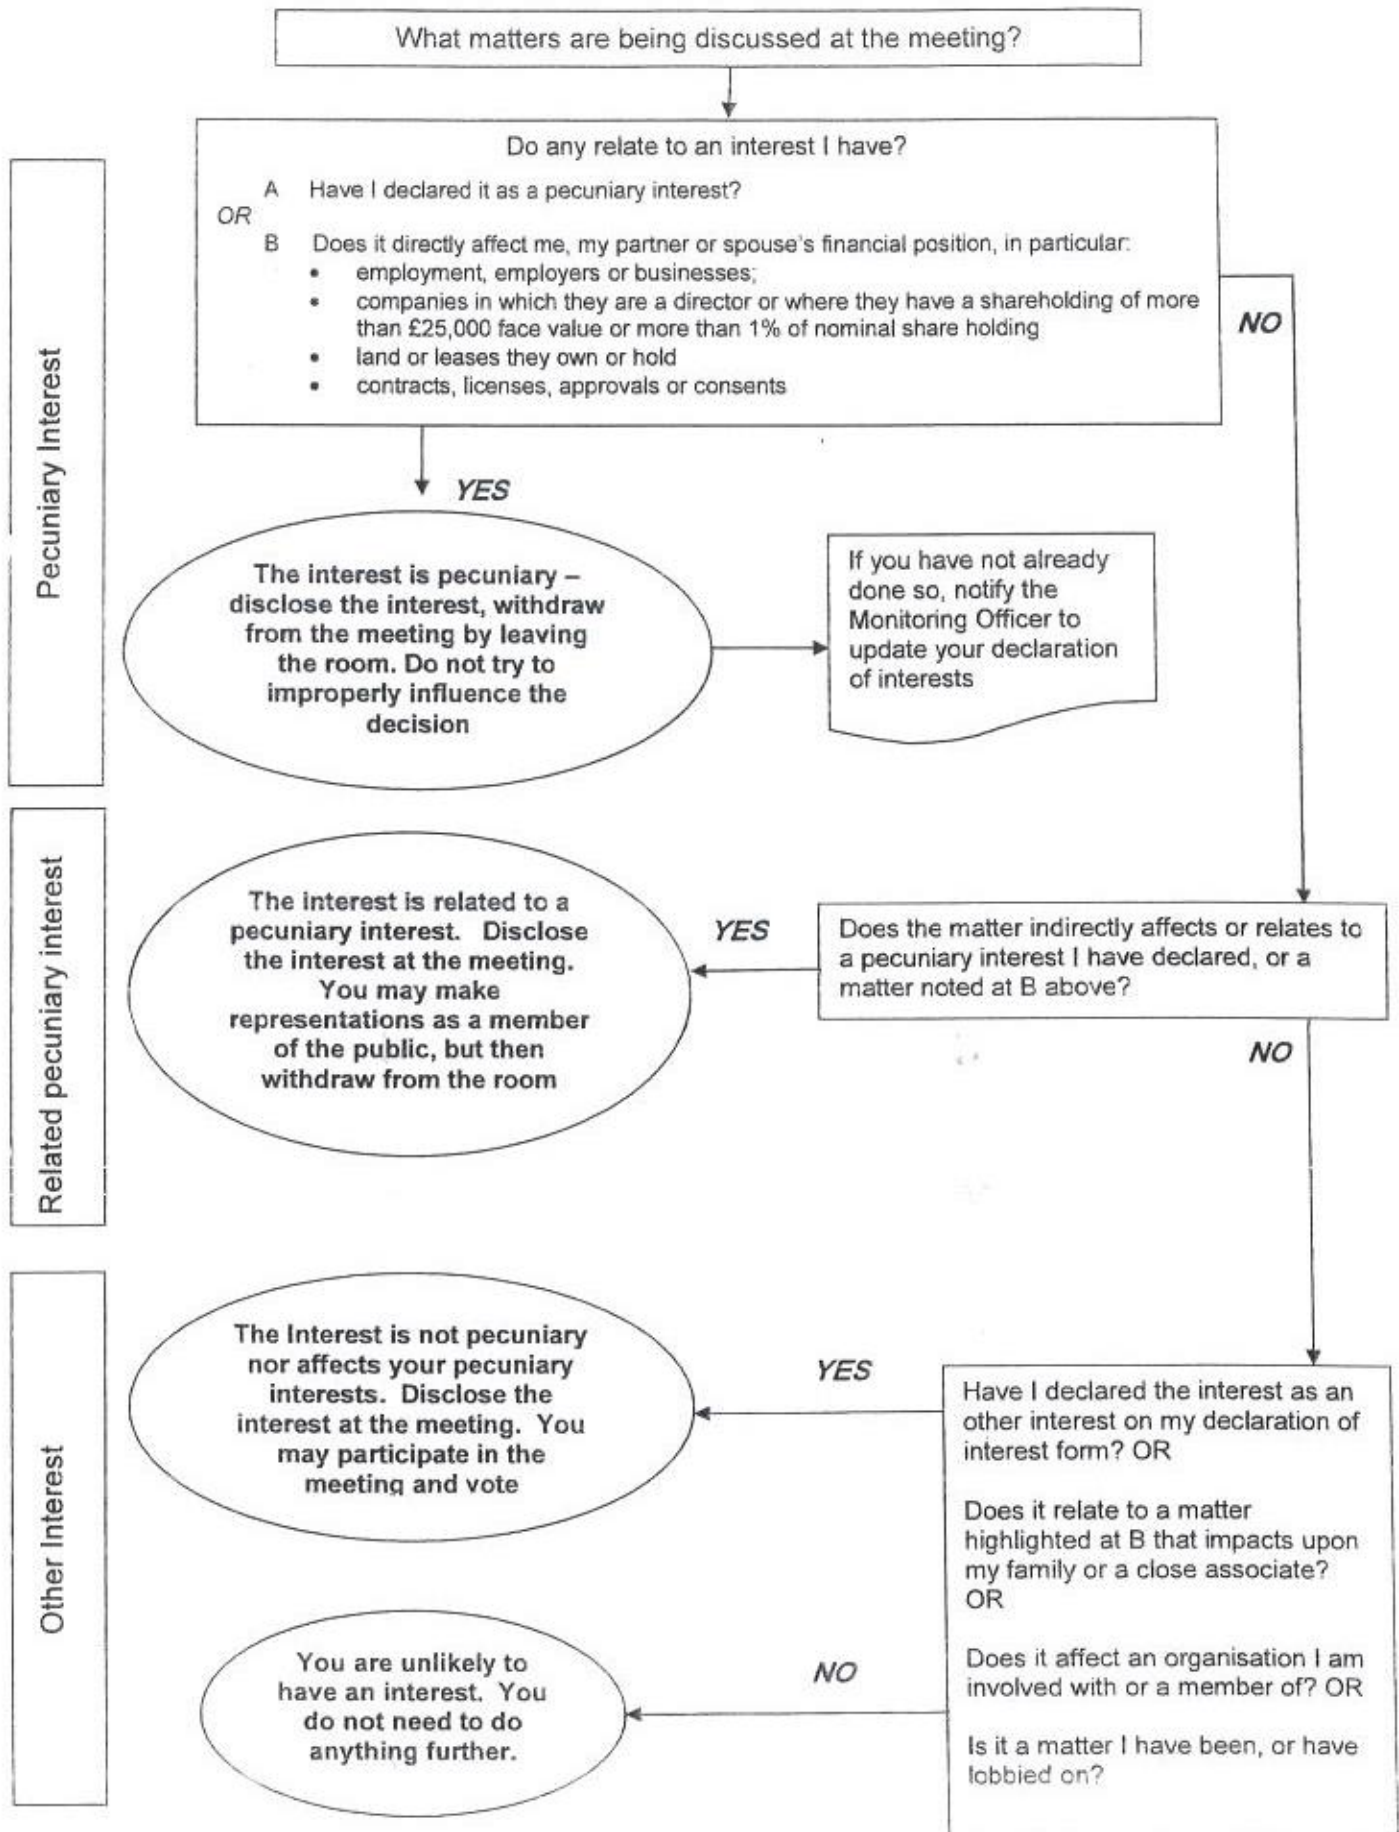 What matters are being discussed at the meeting?
Do any relate to an interest I have?
A Have I declared it as a pecuniary interest?
OR
B Does it directly affect me, my partner or spouse's financial position, in particular:
• employment, employers or businesses;
• companies in which they are a director or where they have a shareholding of more
than £25,000 face value or more than 1% of nominal share holding
• land or leases they own or hold
• contracts, licenses, approvals or consents
NO
Pecuniary Interest
YES
The interest is pecuniary –
disclose the interest, withdraw
from the meeting by leaving
the room. Do not try to
improperly influence the
decision
If you have not already
done so, notify the
Monitoring Officer to
update your declaration
of interests
Related pecuniary interest
The interest is related to a
pecuniary interest. Disclose
the interest at the meeting.
You may make
representations as a member
of the public, but then
withdraw from the room
YES
Does the matter indirectly affects or relates to
a pecuniary interest I have declared, or a
matter noted at B above?
NO
Other Interest
The Interest is not pecuniary
nor affects your pecuniary
interests. Disclose the
interest at the meeting. You
may participate in the
meeting and vote
YES
Have I declared the interest as an
other interest on my declaration of
interest form? OR
Does it relate to a matter
highlighted at B that impacts upon
my family or a close associate?
OR
Does it affect an organisation I am
involved with or a member of? OR
Is it a matter I have been, or have
lobbied on?
NO
You are unlikely to
have an interest. You
do not need to do
anything further.